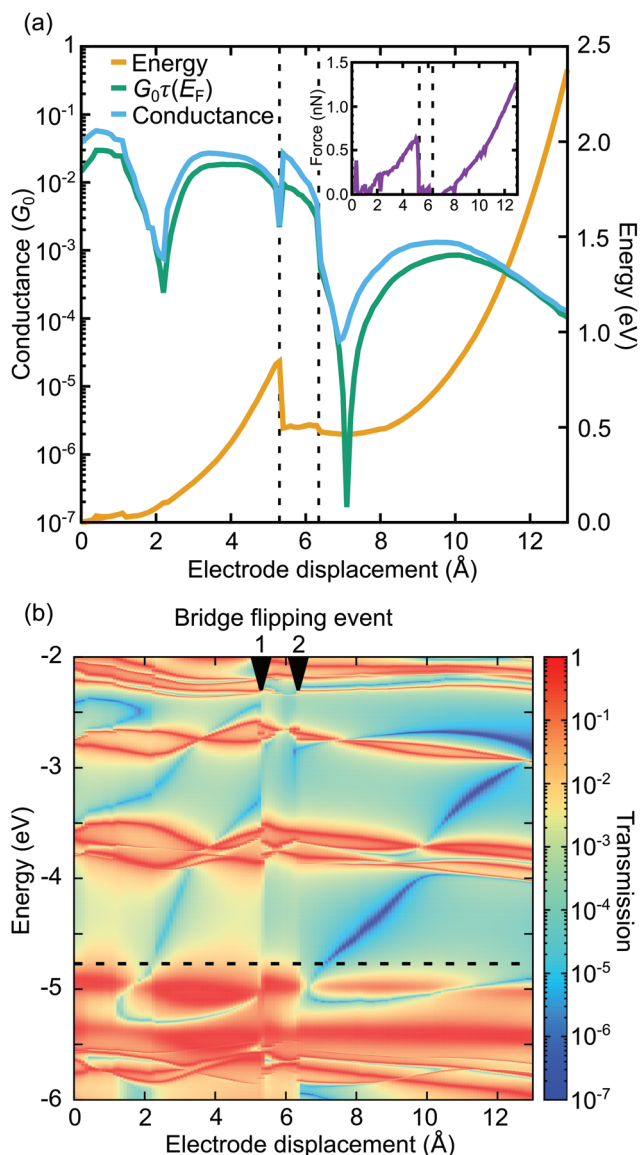 (a)
Energy
G₀τ(E_F)
Conductance
Conductance (G₀)
1
10⁻¹
10⁻²
10⁻³
10⁻⁴
10⁻⁵
10⁻⁶
10⁻⁷
0 2 4 6 8 10 12
Electrode displacement (Å)
2.5
2.0
1.5
1.0
0.5
0.0
Energy (eV)
Force (nN)
1.5
1.0
0.5
0.0
0 2 4 6 8 10 12
(b)
Bridge flipping event
1 2
Energy (eV)
-2
-3
-4
-5
-6
0 2 4 6 8 10 12
Electrode displacement (Å)
1
10⁻¹
10⁻²
10⁻³
10⁻⁴
10⁻⁵
10⁻⁶
10⁻⁷
Transmission